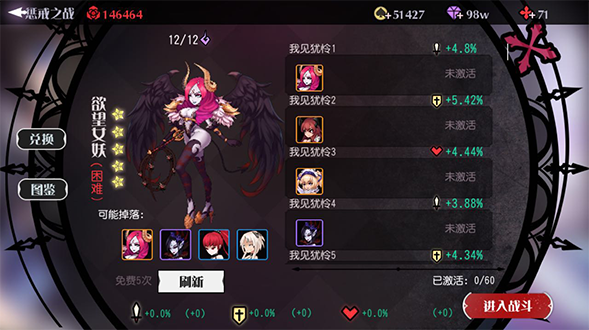 惩戒之战
146464
+51427
+98w
+71
12/12
欲望女妖(困难)
兑换
图鉴
可能掉落:
免费5次
刷新
我见犹怜1
+4.8%
未激活
我见犹怜2
+5.42%
未激活
我见犹怜3
+4.44%
未激活
我见犹怜4
+3.88%
未激活
我见犹怜5
+4.34%
已激活: 0/60
+0.0% (+0)
+0.0% (+0)
+0.0% (+0)
进入战斗